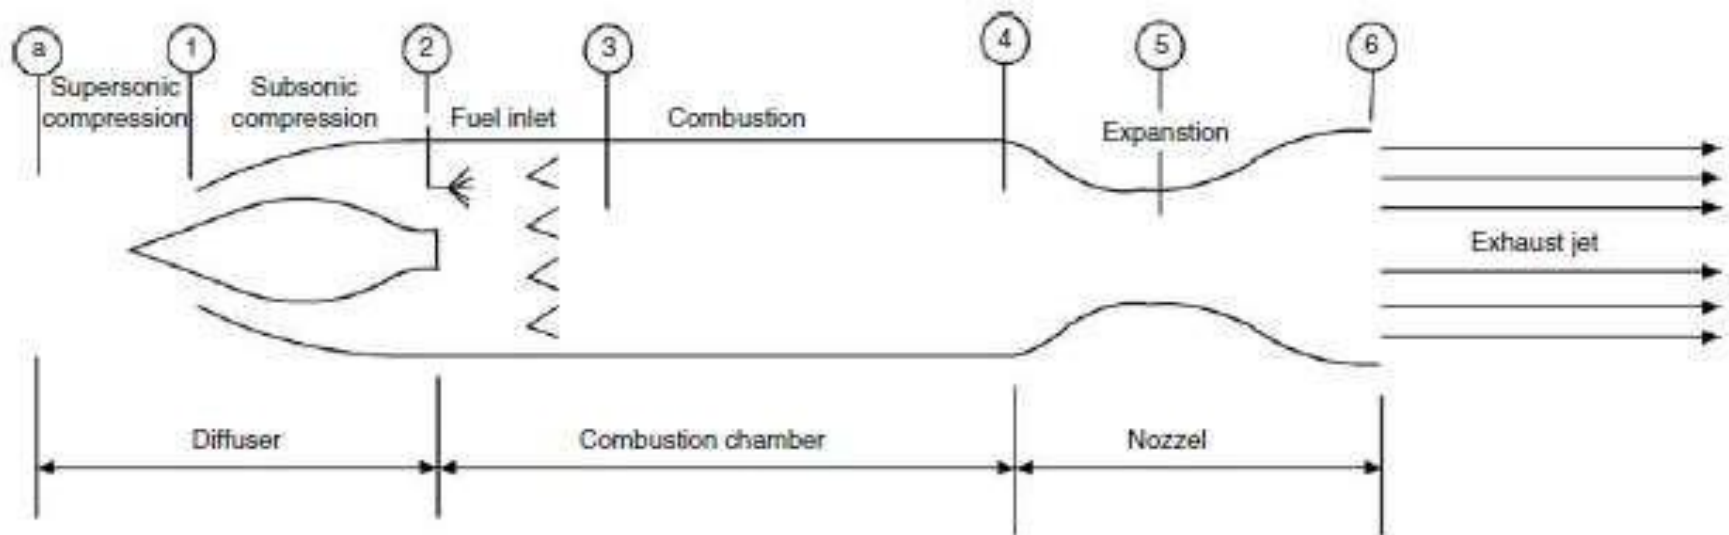 a 1 2 3 4 5 6
Supersonic
compression
Subsonic
compression
Fuel inlet
Combustion
Expanstion
Exhaust jet
Diffuser
Combustion chamber
Nozzel